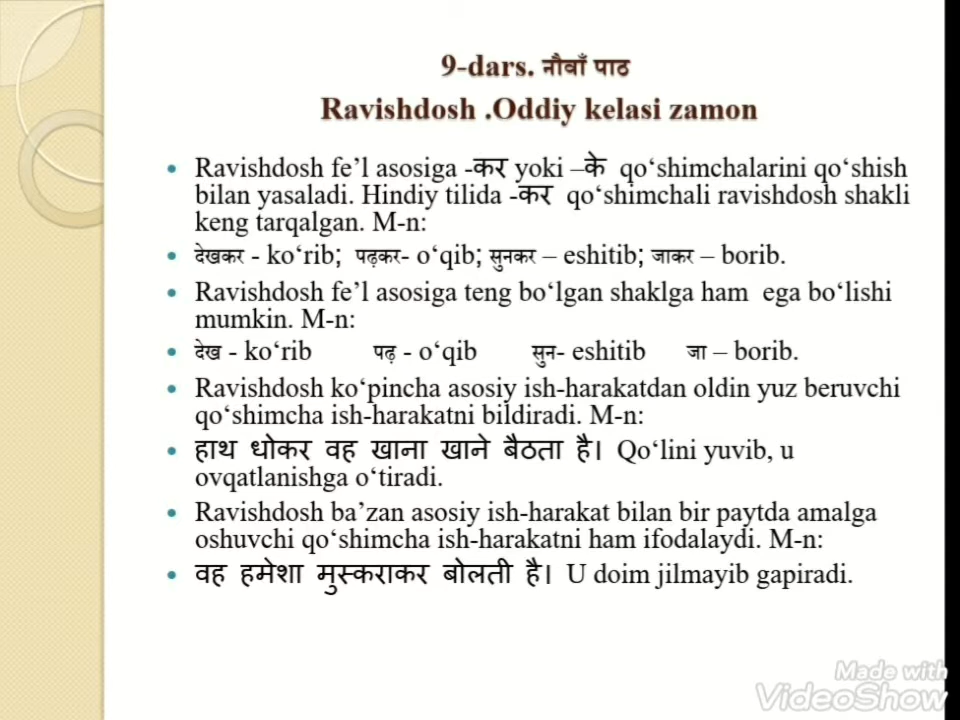 9-dars. नौवाँ पाठ
Ravishdosh .Oddiy kelasi zamon
• Ravishdosh fe’l asosiga -कर yoki –के qo‘shimchalarini qo‘shish
bilan yasaladi. Hindiy tilida -कर qo‘shimchali ravishdosh shakli
keng tarqalgan. M-n:
• देखकर - ko‘rib; पढ़कर- o‘qib; सुनकर – eshitib; जाकर – borib.
• Ravishdosh fe’l asosiga teng bo‘lgan shaklga ham ega bo‘lishi
mumkin. M-n:
• देख - ko‘rib पढ़ - o‘qib सुन- eshitib जा – borib.
• Ravishdosh ko‘pincha asosiy ish-harakatdan oldin yuz beruvchi
qo‘shimcha ish-harakatni bildiradi. M-n:
• हाथ धोकर वह खाना खाने बैठता है। Qo‘lini yuvib, u
ovqatlanishga o‘tiradi.
• Ravishdosh ba’zan asosiy ish-harakat bilan bir paytda amalga
oshuvchi qo‘shimcha ish-harakatni ham ifodalaydi. M-n:
• वह हमेशा मुस्कराकर बोलती है। U doim jilmayib gapiradi.
Made with
VideoShow